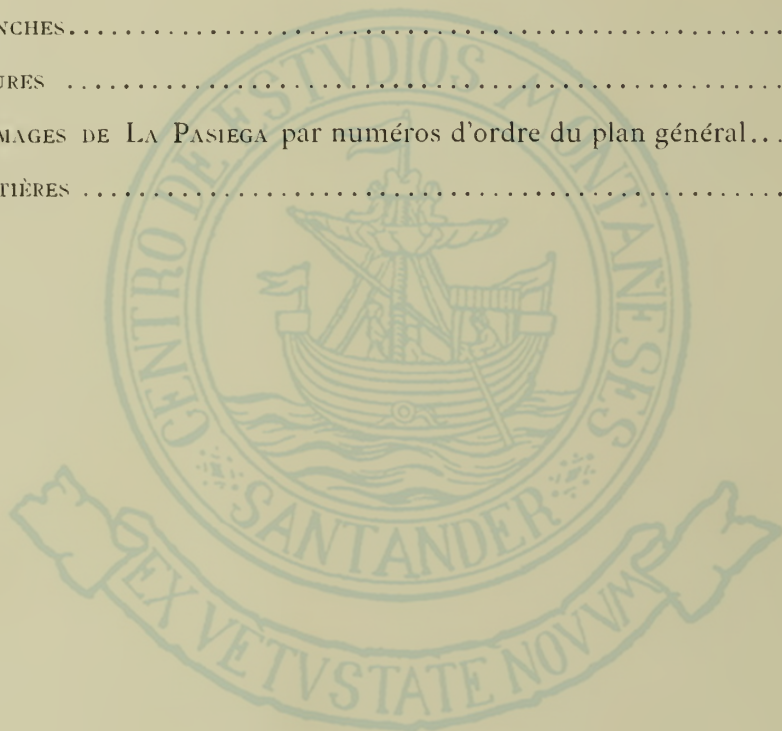 NCHES
URES
MAGES DE LA PASIEGA par numéros d'ordre du plan général
TIÈRES
CENTRO DE ESTVDIOS MONTAÑESES
SANTANDER
EX VETVSTATE NOVVM